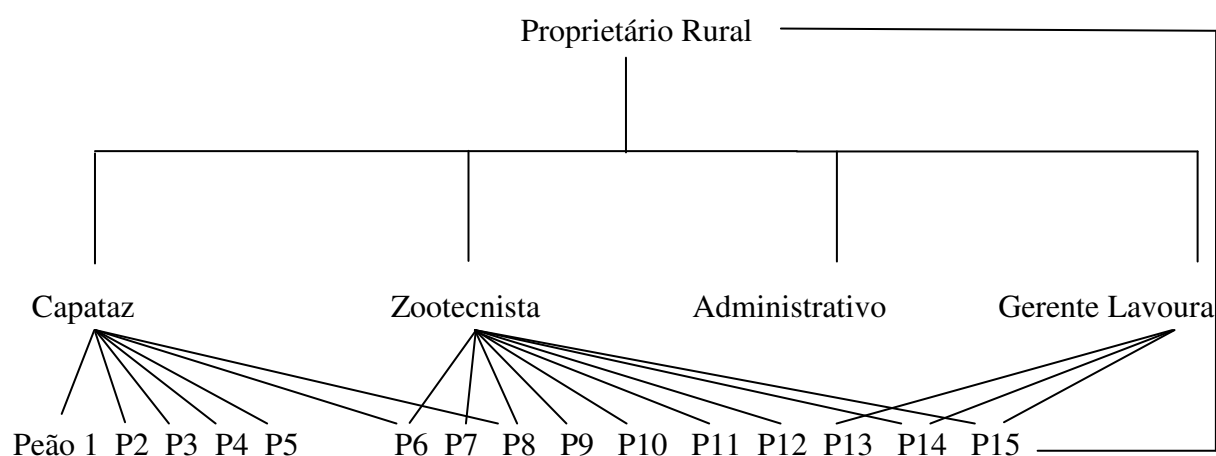 Proprietário Rural
Capataz Zootecnista Administrativo Gerente Lavoura
Peão 1 P2 P3 P4 P5 P6 P7 P8 P9 P10 P11 P12 P13 P14 P15